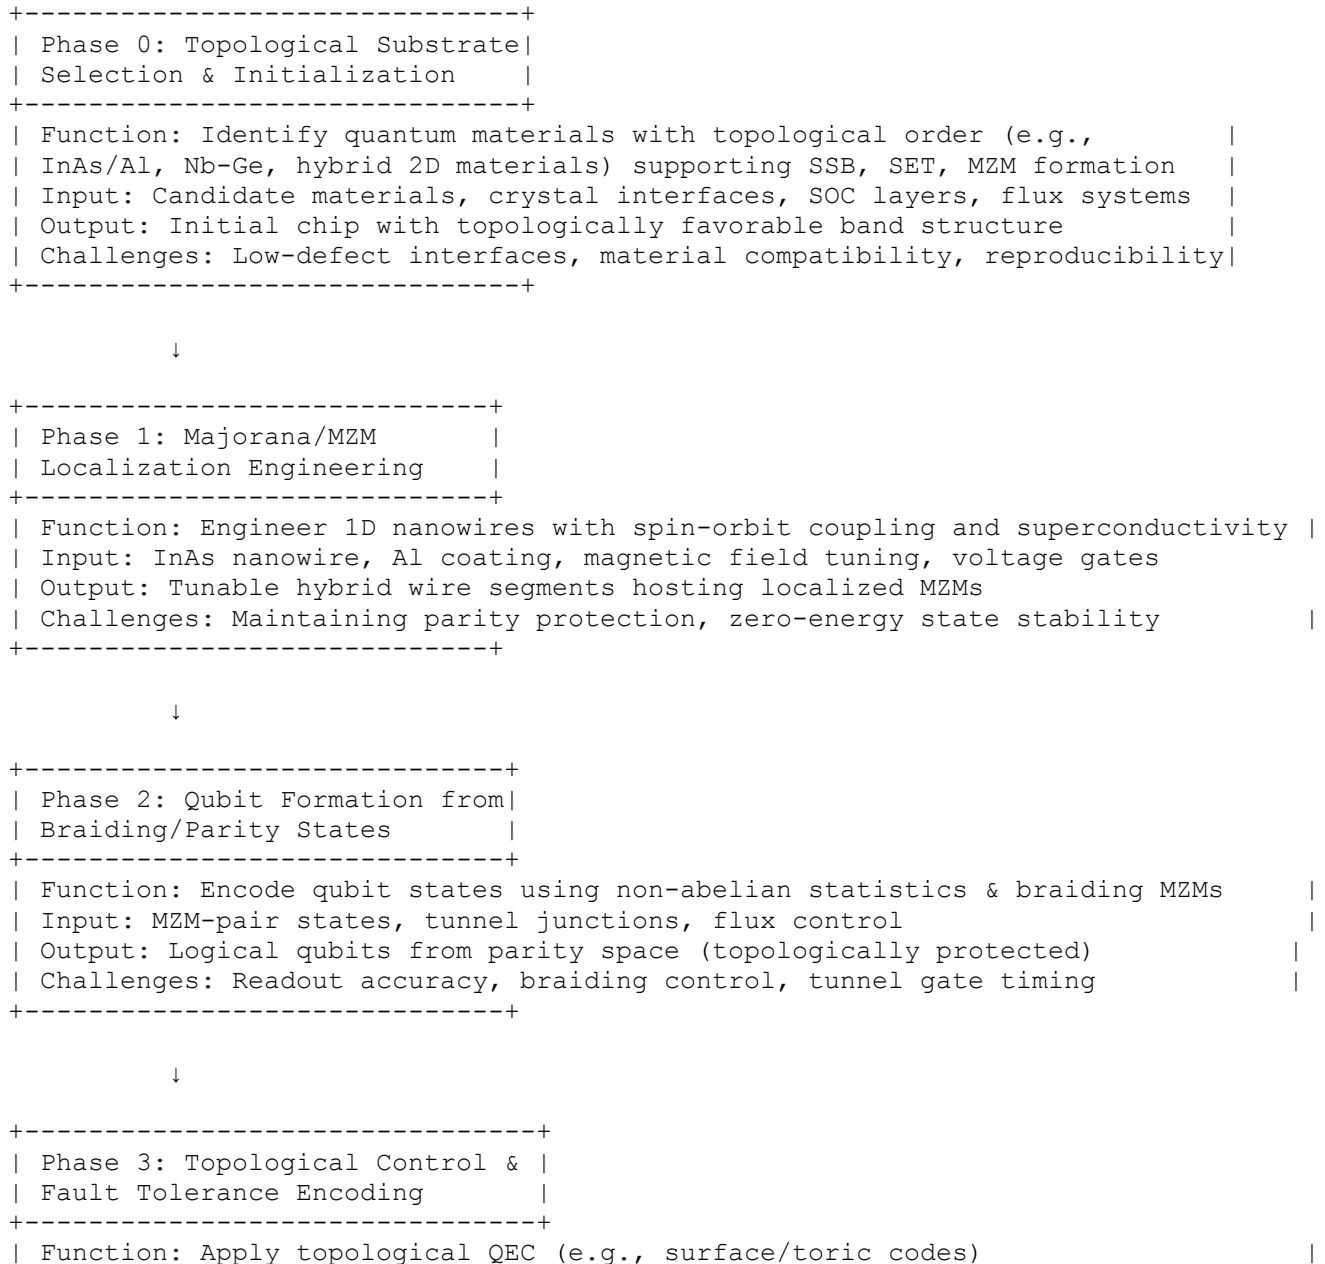 +-------------------------------+
| Phase 0: Topological Substrate|
| Selection & Initialization    |
+-------------------------------+
| Function: Identify quantum materials with topological order (e.g.,       |
| InAs/Al, Nb-Ge, hybrid 2D materials) supporting SSB, SET, MZM formation   |
| Input: Candidate materials, crystal interfaces, SOC layers, flux systems  |
| Output: Initial chip with topologically favorable band structure          |
| Challenges: Low-defect interfaces, material compatibility, reproducibility|
+-------------------------------+
↓
+-----------------------------+
| Phase 1: Majorana/MZM       |
| Localization Engineering    |
+-----------------------------+
| Function: Engineer 1D nanowires with spin-orbit coupling and superconductivity |
| Input: InAs nanowire, Al coating, magnetic field tuning, voltage gates
| Output: Tunable hybrid wire segments hosting localized MZMs
| Challenges: Maintaining parity protection, zero-energy state stability         |
+-----------------------------+
↓
+------------------------------+
| Phase 2: Qubit Formation from|
| Braiding/Parity States       |
+------------------------------+
| Function: Encode qubit states using non-abelian statistics & braiding MZMs     |
| Input: MZM-pair states, tunnel junctions, flux control                         |
| Output: Logical qubits from parity space (topologically protected)            |
| Challenges: Readout accuracy, braiding control, tunnel gate timing            |
+------------------------------+
↓
+--------------------------------+
| Phase 3: Topological Control & |
| Fault Tolerance Encoding       |
+--------------------------------+
| Function: Apply topological QEC (e.g., surface/toric codes)                    |